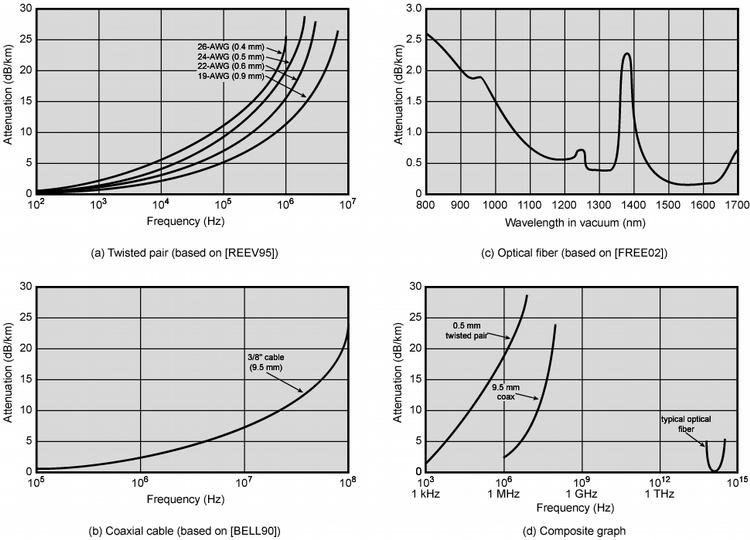 Attenuation (dB/km)
30
25
20
15
10
5
0
26-AWG (0.4 mm)
24-AWG (0.5 mm)
22-AWG (0.6 mm)
19-AWG (0.9 mm)
10² 10³ 10⁴ 10⁵ 10⁶ 10⁷
Frequency (Hz)
(a) Twisted pair (based on [REEV95])
Attenuation (dB/km)
3.0
2.5
2.0
1.5
1.0
0.5
0
800 900 1000 1100 1200 1300 1400 1500 1600 1700
Wavelength in vacuum (nm)
(c) Optical fiber (based on [FREE02])
Attenuation (dB/km)
30
25
20
15
10
5
0
3/8" cable
(9.5 mm)
10⁵ 10⁶ 10⁷ 10⁸
Frequency (Hz)
(b) Coaxial cable (based on [BELL90])
Attenuation (dB/km)
30
25
20
15
10
5
0
0.5 mm
twisted pair
9.5 mm
coax
typical optical
fiber
10³ 10⁶ 10⁹ 10¹² 10¹⁵
1 kHz 1 MHz 1 GHz 1 THz
Frequency (Hz)
(d) Composite graph